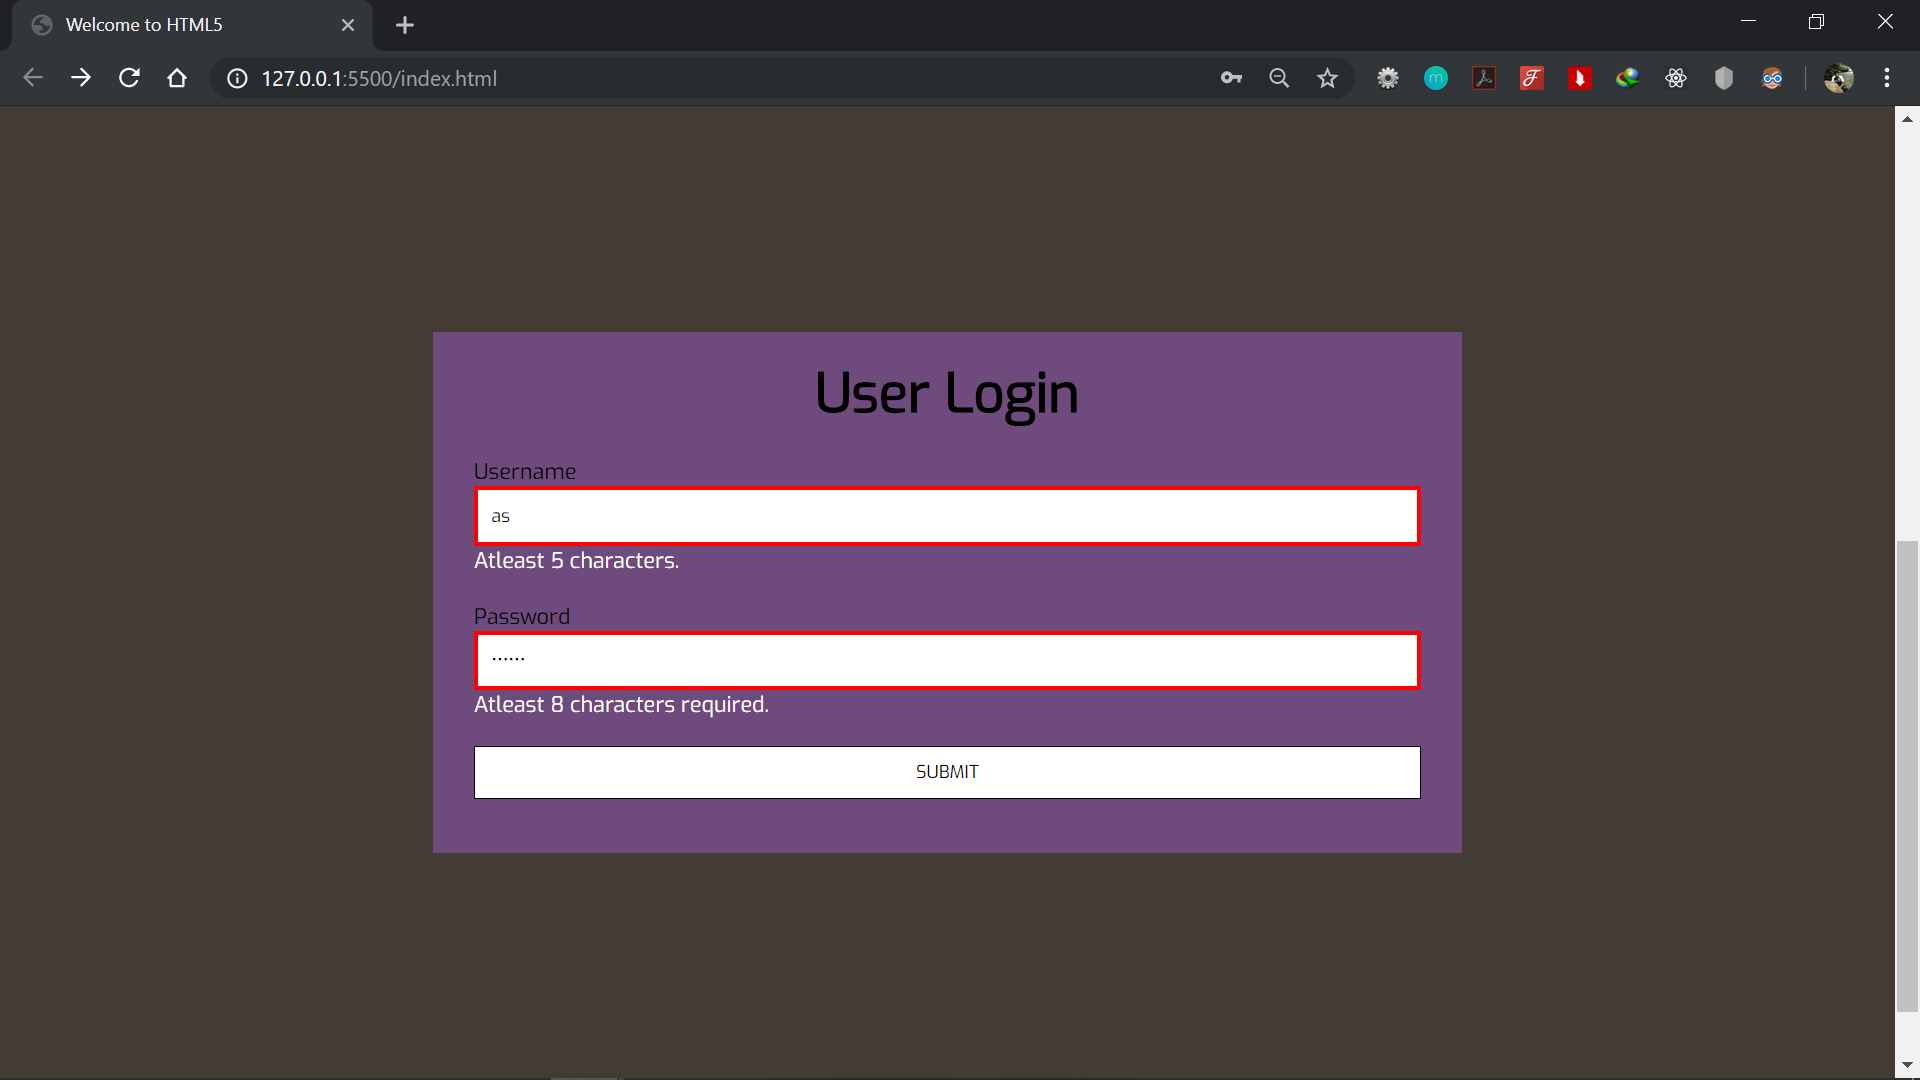 Welcome to HTML5
127.0.0.1:5500/index.html
User Login
Username
as
Atleast 5 characters.
Password
······
Atleast 8 characters required.
SUBMIT